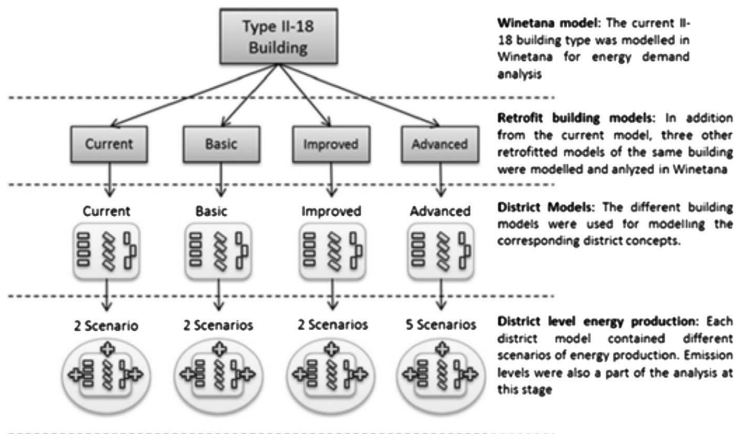 Type II-18
Building
Winetana model: The current II-
18 building type was modelled in
Winetana for energy demand
analysis
Current
Basic
Improved
Advanced
Retrofit building models: In addition
from the current model, three other
retrofitted models of the same building
were modelled and anlyzed in Winetana
Current
Basic
Improved
Advanced
District Models: The different building
models were used for modelling the
corresponding district concepts.
2 Scenario
2 Scenarios
2 Scenarios
5 Scenarios
District level energy production: Each
district model contained different
scenarios of energy production. Emission
levels were also a part of the analysis at
this stage